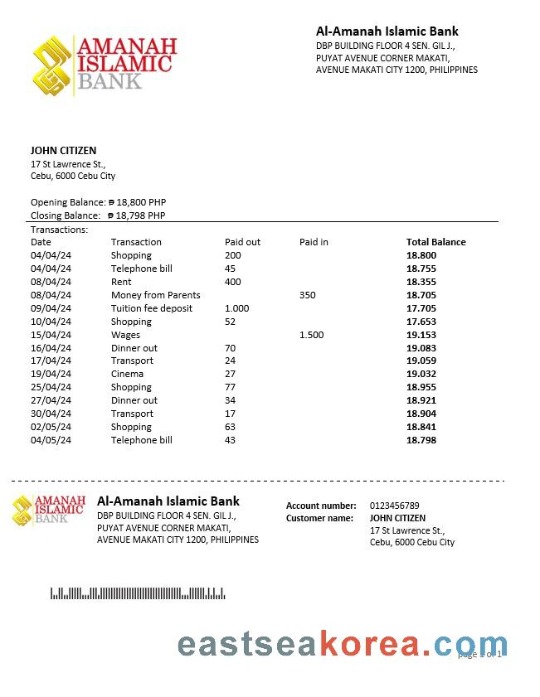 AMANAH
ISLAMIC
BANK
Al-Amanah Islamic Bank
DBP BUILDING FLOOR 4 SEN. GIL J.,
PUYAT AVENUE CORNER MAKATI,
AVENUE MAKATI CITY 1200, PHILIPPINES
JOHN CITIZEN
17 St Lawrence St.,
Cebu, 6000 Cebu City
Opening Balance: ₱ 18,800 PHP
Closing Balance: ₱ 18,798 PHP
Transactions:
Date Transaction Paid out Paid in Total Balance
04/04/24 Shopping 200 18.800
04/04/24 Telephone bill 45 18.755
08/04/24 Rent 400 18.355
08/04/24 Money from Parents 350 18.705
09/04/24 Tuition fee deposit 1.000 17.705
10/04/24 Shopping 52 17.653
15/04/24 Wages 1.500 19.153
16/04/24 Dinner out 70 19.083
17/04/24 Transport 24 19.059
19/04/24 Cinema 27 19.032
25/04/24 Shopping 77 18.955
27/04/24 Dinner out 34 18.921
30/04/24 Transport 17 18.904
02/05/24 Shopping 63 18.841
04/05/24 Telephone bill 43 18.798
AMANAH
ISLAMIC
BANK
Al-Amanah Islamic Bank
DBP BUILDING FLOOR 4 SEN. GIL J.,
PUYAT AVENUE CORNER MAKATI,
AVENUE MAKATI CITY 1200, PHILIPPINES
Account number: 0123456789
Customer name: JOHN CITIZEN
17 St Lawrence St.,
Cebu, 6000 Cebu City
eastseakorea.com
page 1 of 1